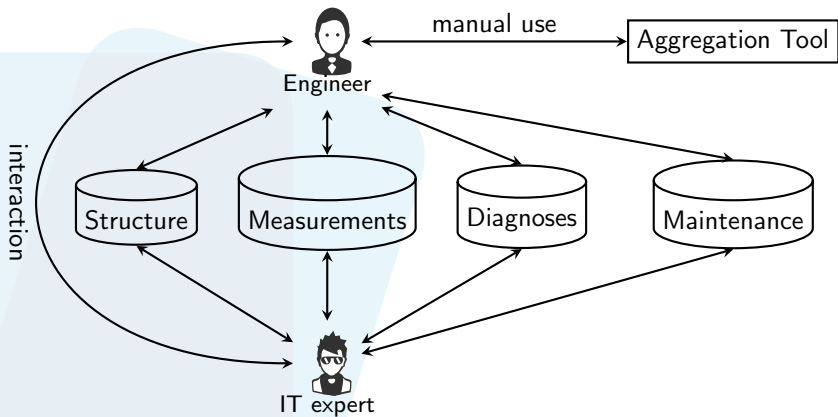 manual use
Aggregation Tool
Engineer
interaction
Structure
Measurements
Diagnoses
Maintenance
IT expert